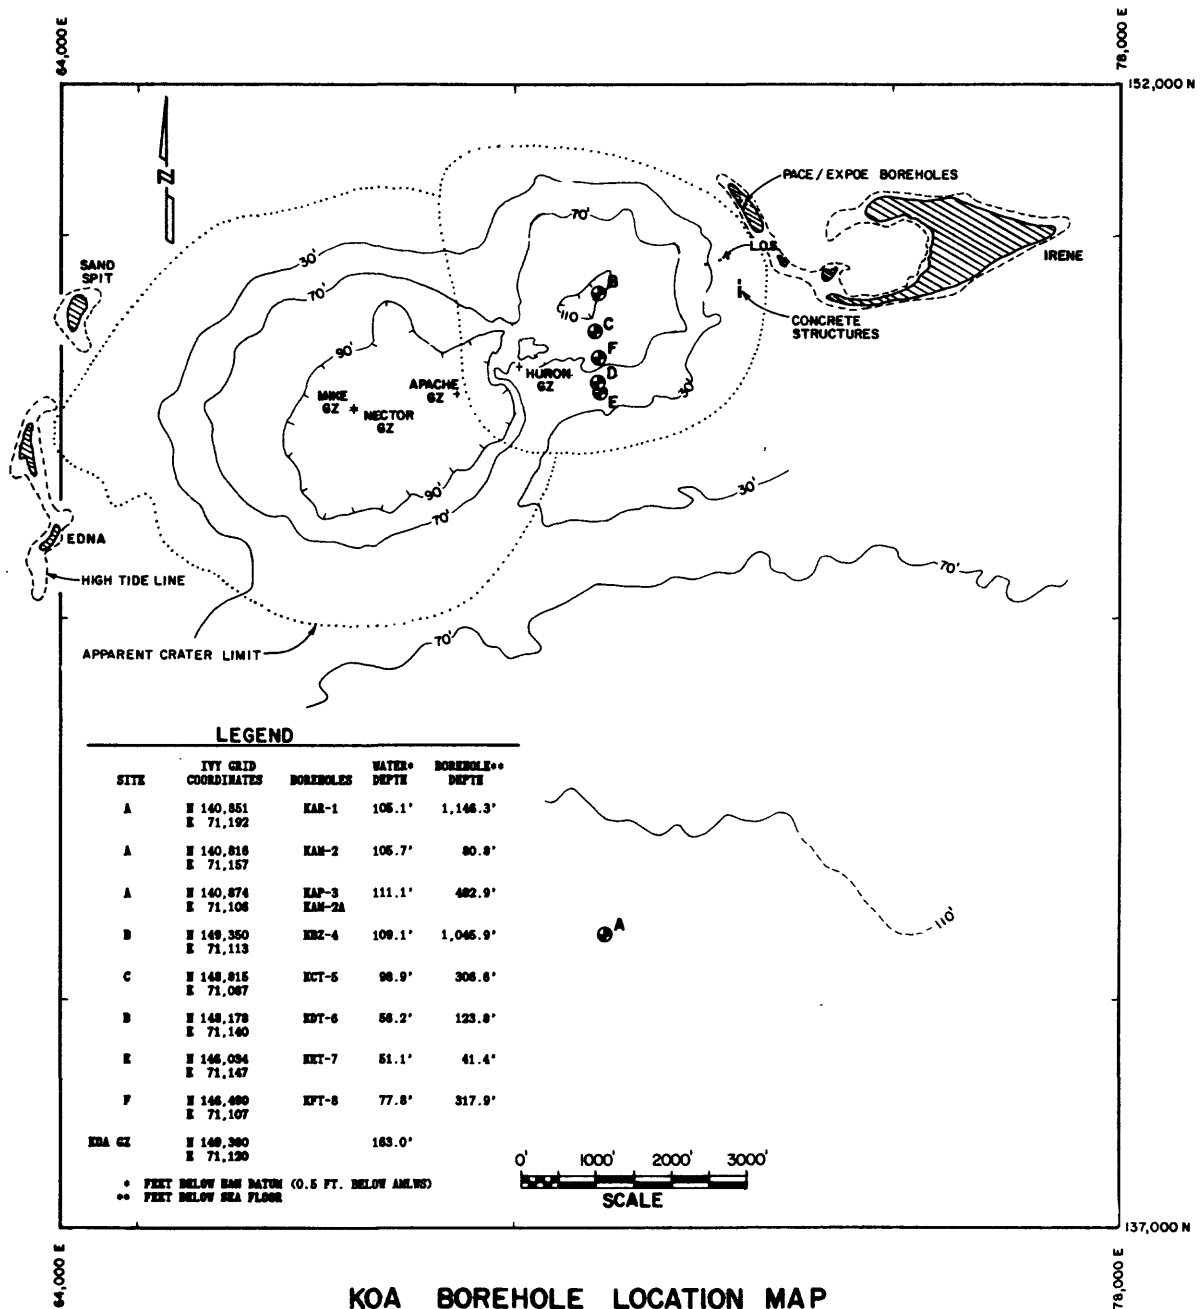 64,000 E
78,000 E
152,000 N
N
PACE/EXPOE BOREHOLES
70'
L.O.S.
IRENE
30'
SAND
SPIT
70'
B
110
CONCRETE
STRUCTURES
C
F
90'
HURON
GZ
D
APACHE
GZ
30'
MIKE
GZ
NECTOR
GZ
E
90'
30'
70'
EDNA
HIGH TIDE LINE
70'
70'
APPARENT CRATER LIMIT
LEGEND
SITE IVY GRID COORDINATES BOREHOLES WATER* DEPTH BOREHOLE** DEPTH
A N 140,851 KAR-1 105.1' 1,146.3'
E 71,192
A N 140,816 KAM-2 105.7' 80.8'
E 71,157
A N 140,874 KAP-3 111.1' 482.9'
E 71,106 KAM-2A
B N 149,350 KBZ-4 109.1' 1,045.9'
E 71,113
C N 148,815 KCT-5 98.9' 306.6'
E 71,087
N 148,178 KDT-6 56.2' 123.8'
E 71,140
E KET-7 51.1' 41.4'
E 71,147
F KFT-8 77.8' 317.9'
E 71,107
KOA GZ 163.0'
E 71,120
* FEET BELOW DATUM (0.5 FT. BELOW AMLWS)
** FEET BELOW SEA FLOOR
110'
A
0' 1000' 2000' 3000'
SCALE
137,000 N
64,000 E
78,000 E
KOA BOREHOLE LOCATION MAP